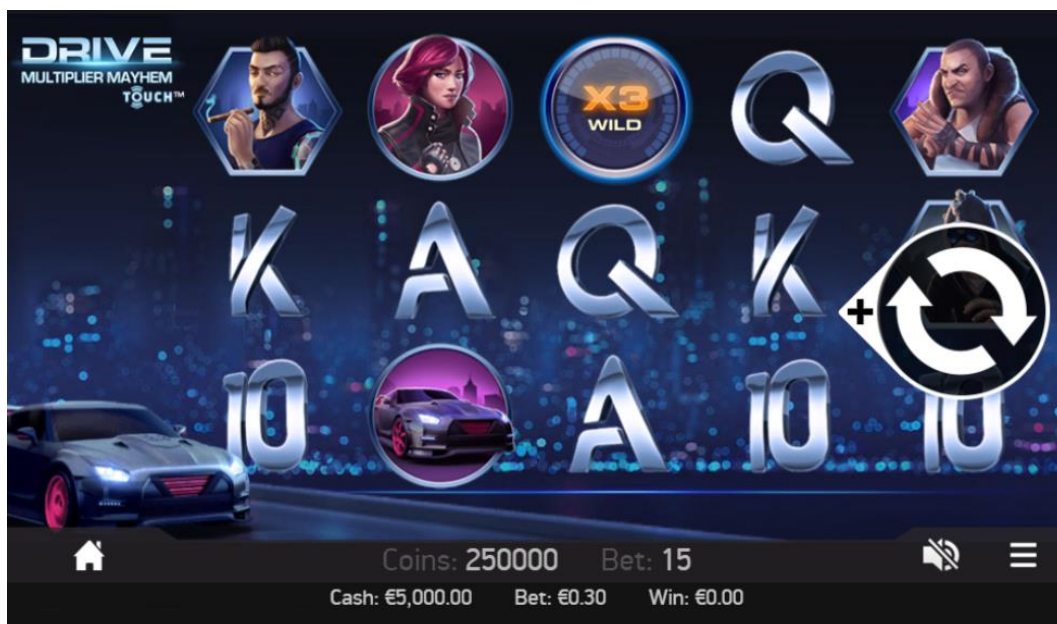 DRIVE
MULTIPLIER MAYHEM
TOUCH™
X3
WILD
Q
K A Q K
+
10 A 10 10
Coins: 250000 Bet: 15
Cash: €5,000.00 Bet: €0.30 Win: €0.00